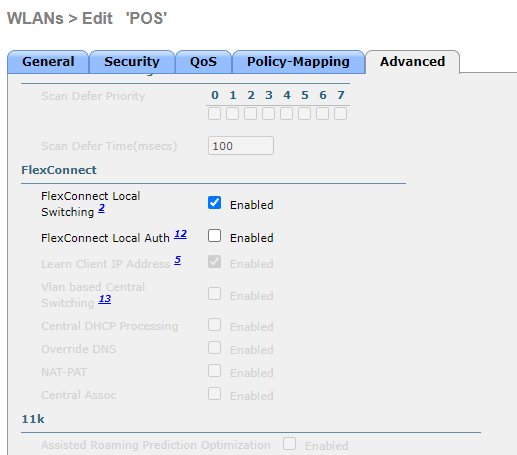 WLANs > Edit 'POS'
General Security QoS Policy-Mapping Advanced
Scan Defer Priority 0 1 2 3 4 5 6 7
Scan Defer Time(msecs) 100
FlexConnect
FlexConnect Local
Switching 2 Enabled
FlexConnect Local Auth 12 Enabled
Learn Client IP Address 5 Enabled
Vlan based Central
Switching 13 Enabled
Central DHCP Processing Enabled
Override DNS Enabled
NAT-PAT Enabled
Central Assoc Enabled
11k
Assisted Roaming Prediction Optimization Enabled